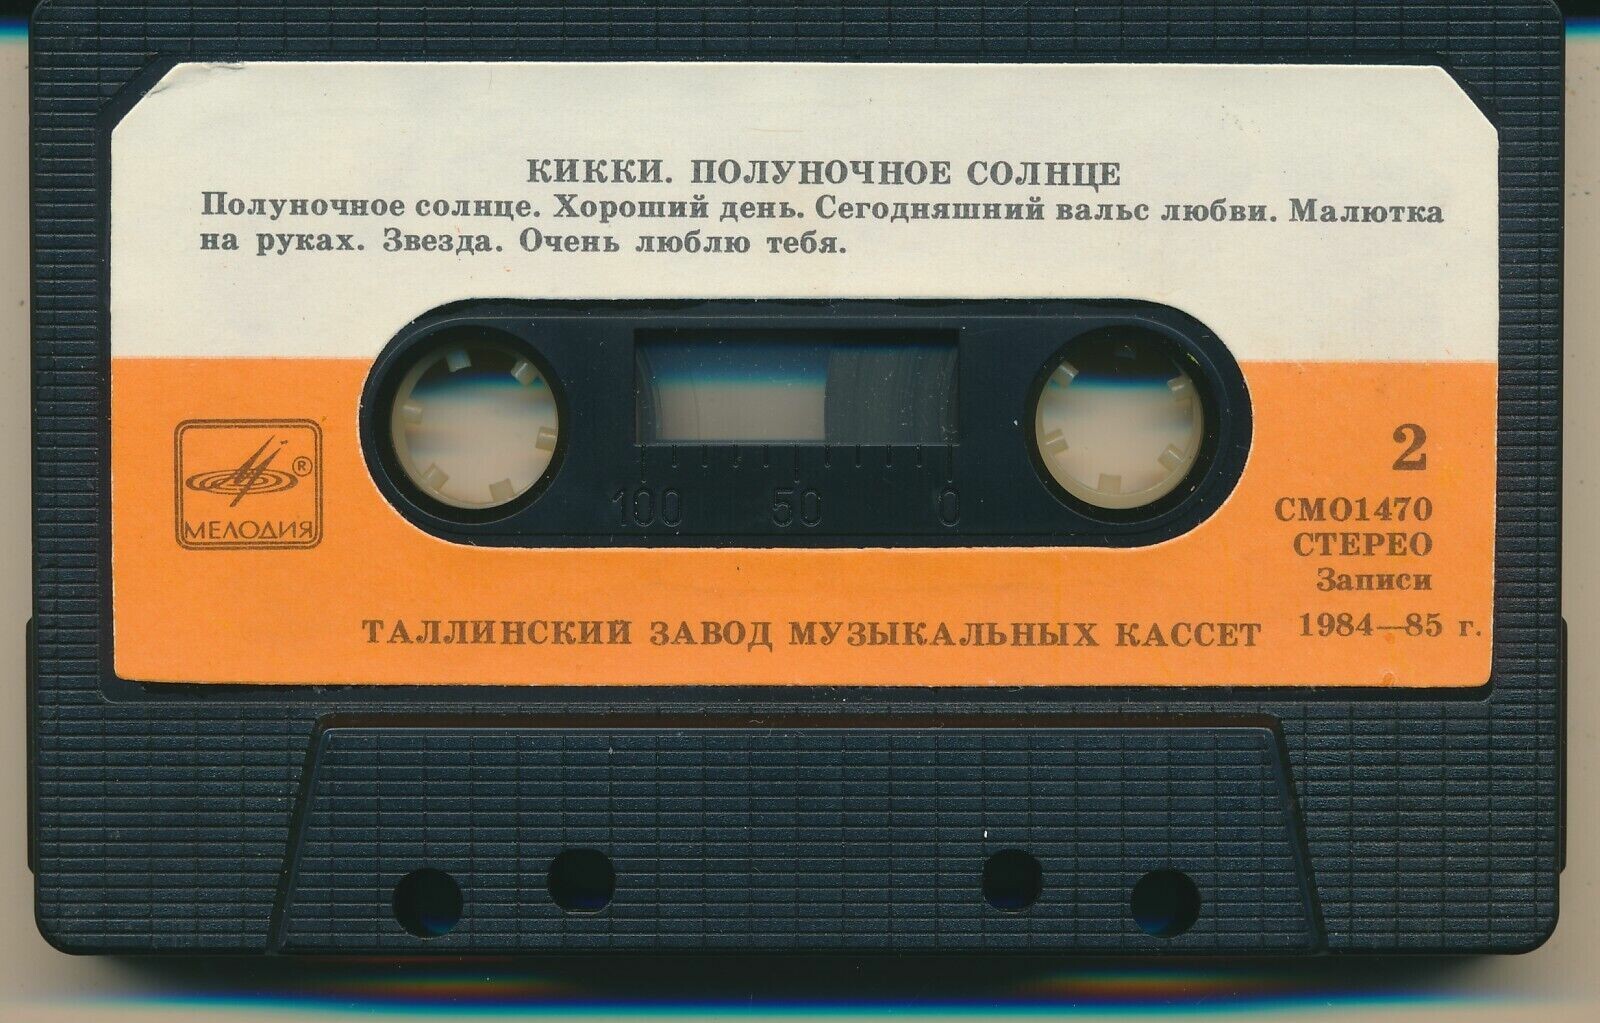 КИККИ. ПОЛУНОЧНОЕ СОЛНЦЕ
Полуночное солнце. Хороший день. Сегодняшний вальс любви. Малютка
на руках. Звезда. Очень люблю тебя.
®
МЕЛОДИЯ
100 50 0
2
СМ01470
СТЕРЕО
Записи
1984—85 г.
ТАЛЛИНСКИЙ ЗАВОД МУЗЫКАЛЬНЫХ КАССЕТ